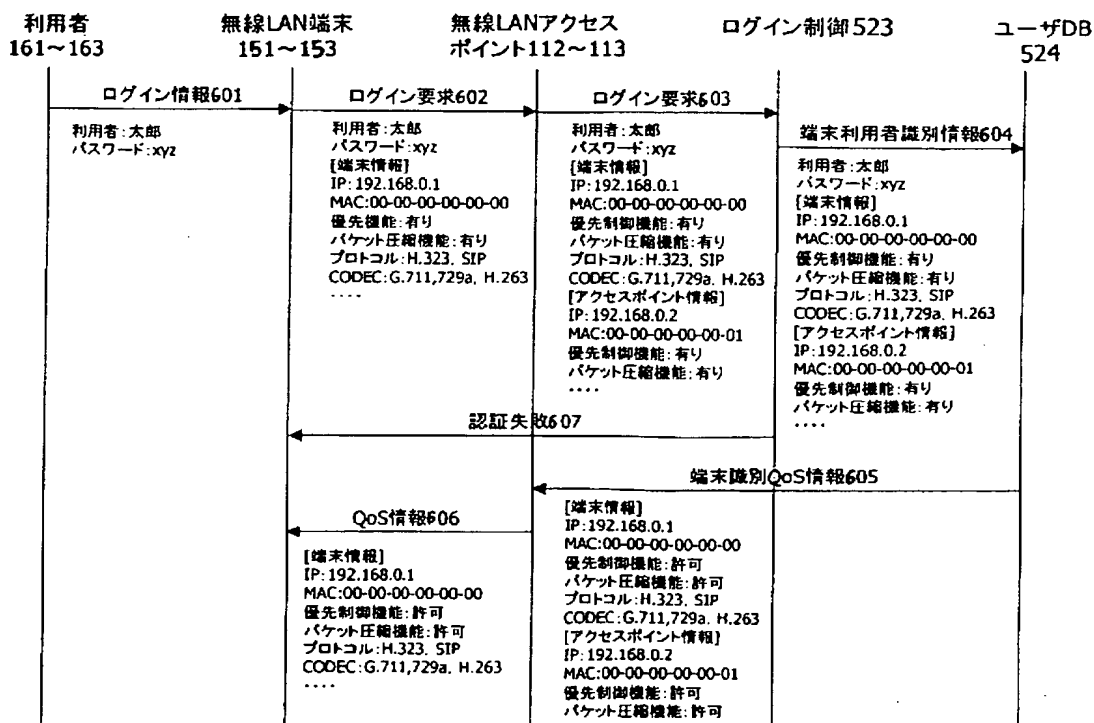 利用者
161～163
無線LAN端末
151～153
無線LANアクセス
ポイント112～113
ログイン制御523
ユーザDB
524
ログイン情報601
利用者:太郎
パスワード:xyz
ログイン要求602
利用者:太郎
パスワード:xyz
[端末情報]
IP:192.168.0.1
MAC:00-00-00-00-00-00
優先機能:有り
パケット圧縮機能:有り
プロトコル:H.323, SIP
CODEC:G.711,729a, H.263
....
ログイン要求603
利用者:太郎
パスワード:xyz
[端末情報]
IP:192.168.0.1
MAC:00-00-00-00-00-00
優先制御機能:有り
パケット圧縮機能:有り
プロトコル:H.323, SIP
CODEC:G.711,729a, H.263
[アクセスポイント情報]
IP:192.168.0.2
MAC:00-00-00-00-00-01
優先制御機能:有り
パケット圧縮機能:有り
....
端末利用者識別情報604
利用者:太郎
パスワード:xyz
[端末情報]
IP:192.168.0.1
MAC:00-00-00-00-00-00
優先制御機能:有り
パケット圧縮機能:有り
プロトコル:H.323, SIP
CODEC:G.711,729a, H.263
[アクセスポイント情報]
IP:192.168.0.2
MAC:00-00-00-00-00-01
優先制御機能:有り
パケット圧縮機能:有り
....
認証失敗607
端末識別QoS情報605
[端末情報]
IP:192.168.0.1
MAC:00-00-00-00-00-00
優先制御機能:許可
パケット圧縮機能:許可
プロトコル:H.323, SIP
CODEC:G.711,729a, H.263
[アクセスポイント情報]
IP:192.168.0.2
MAC:00-00-00-00-00-01
優先制御機能:許可
パケット圧縮機能:許可
QoS情報606
[端末情報]
IP:192.168.0.1
MAC:00-00-00-00-00-00
優先制御機能:許可
パケット圧縮機能:許可
プロトコル:H.323, SIP
CODEC:G.711,729a, H.263
....